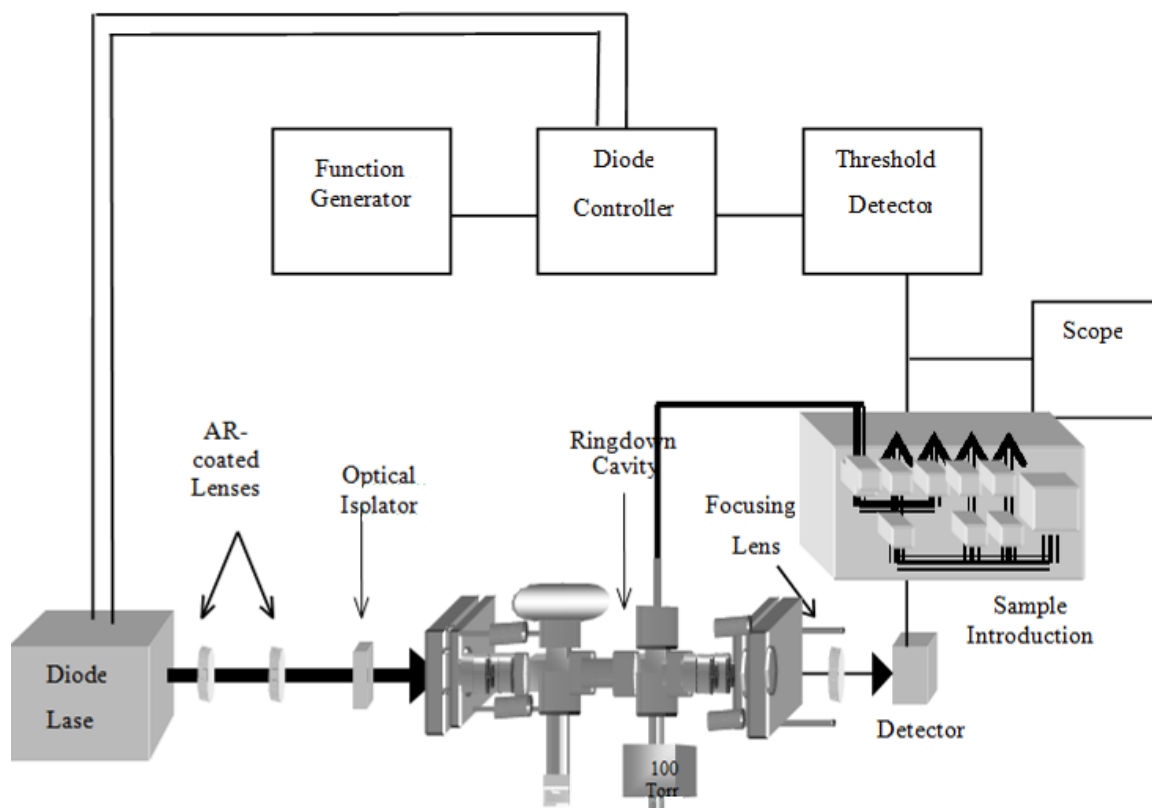 Function
Generator
Diode
Controller
Threshold
Detector
Scope
AR-
coated
Lenses
Optical
Isolator
Ringdown
Cavity
Focusing
Lens
Sample
Introduction
Diode
Lase
Detector
100
Torr